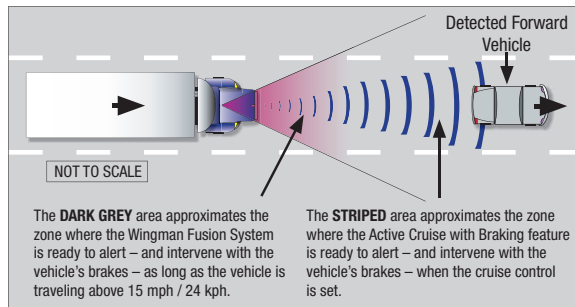 Detected Forward
Vehicle
NOT TO SCALE
The DARK GREY area approximates the
zone where the Wingman Fusion System
is ready to alert – and intervene with the
vehicle's brakes – as long as the vehicle is
traveling above 15 mph / 24 kph.
The STRIPED area approximates the zone
where the Active Cruise with Braking feature
is ready to alert – and intervene with the
vehicle's brakes – when the cruise control
is set.